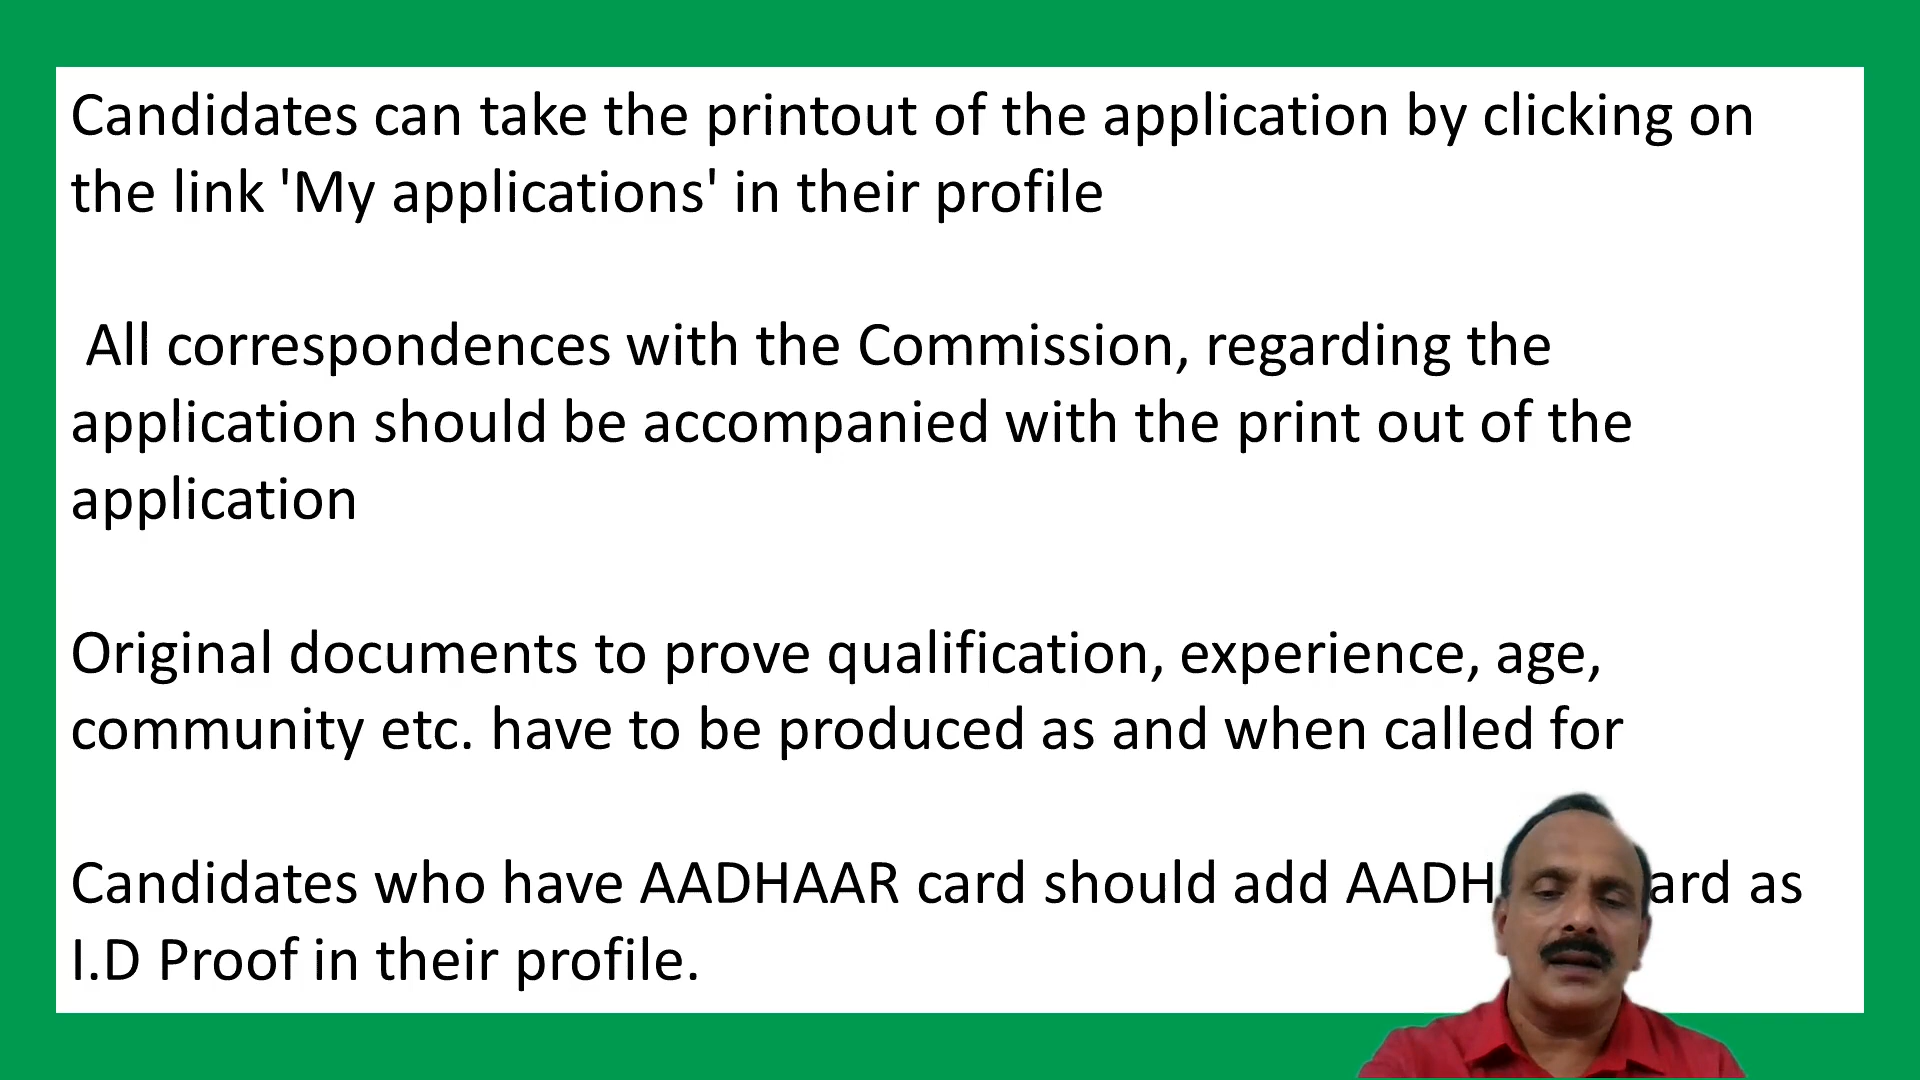 Candidates can take the printout of the application by clicking on
the link 'My applications' in their profile
All correspondences with the Commission, regarding the
application should be accompanied with the print out of the
application
Original documents to prove qualification, experience, age,
community etc. have to be produced as and when called for
Candidates who have AADHAAR card should add as
I.D Proof in their profile.